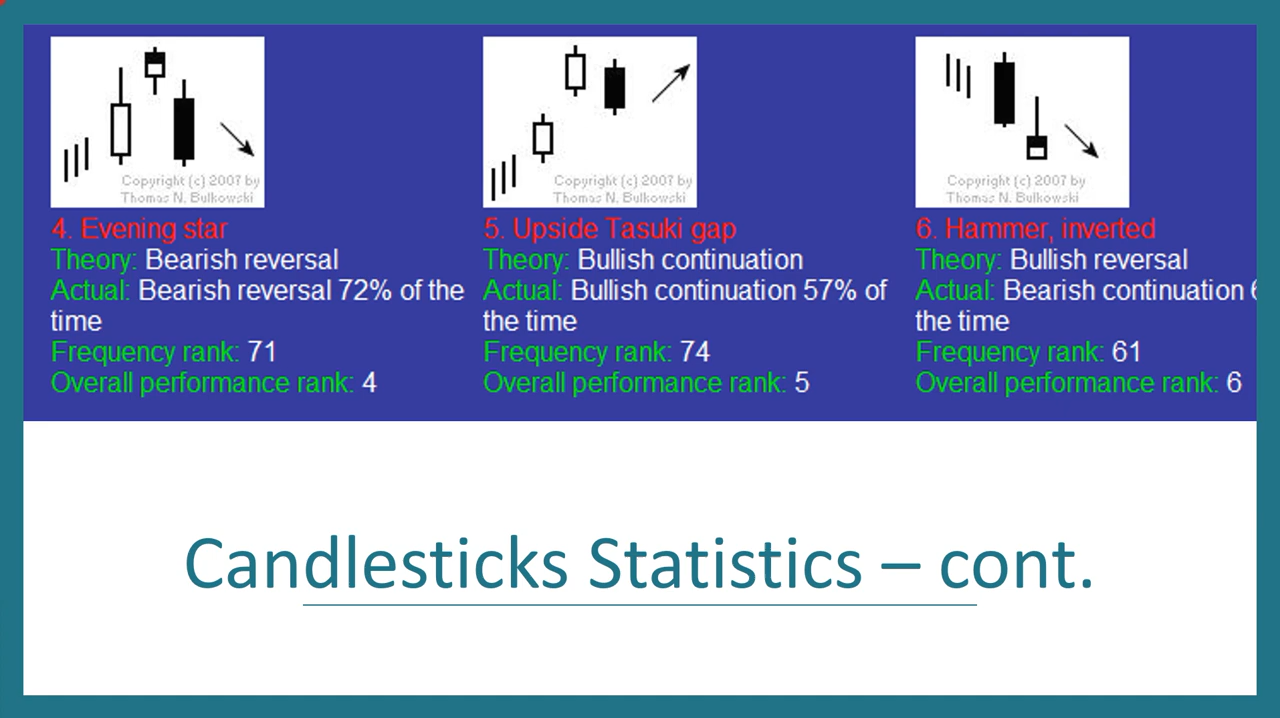 Copyright (c) 2007 by
Thomas N. Bulkowski
4. Evening star
Theory: Bearish reversal
Actual: Bearish reversal 72% of the
time
Frequency rank: 71
Overall performance rank: 4
Copyright (c) 2007 by
Thomas N. Bulkowski
5. Upside Tasuki gap
Theory: Bullish continuation
Actual: Bullish continuation 57% of
the time
Frequency rank: 74
Overall performance rank: 5
Copyright (c) 2007 by
Thomas N. Bulkowski
6. Hammer, inverted
Theory: Bullish reversal
Actual: Bearish continuation
the time
Frequency rank: 61
Overall performance rank: 6
Candlesticks Statistics – cont.